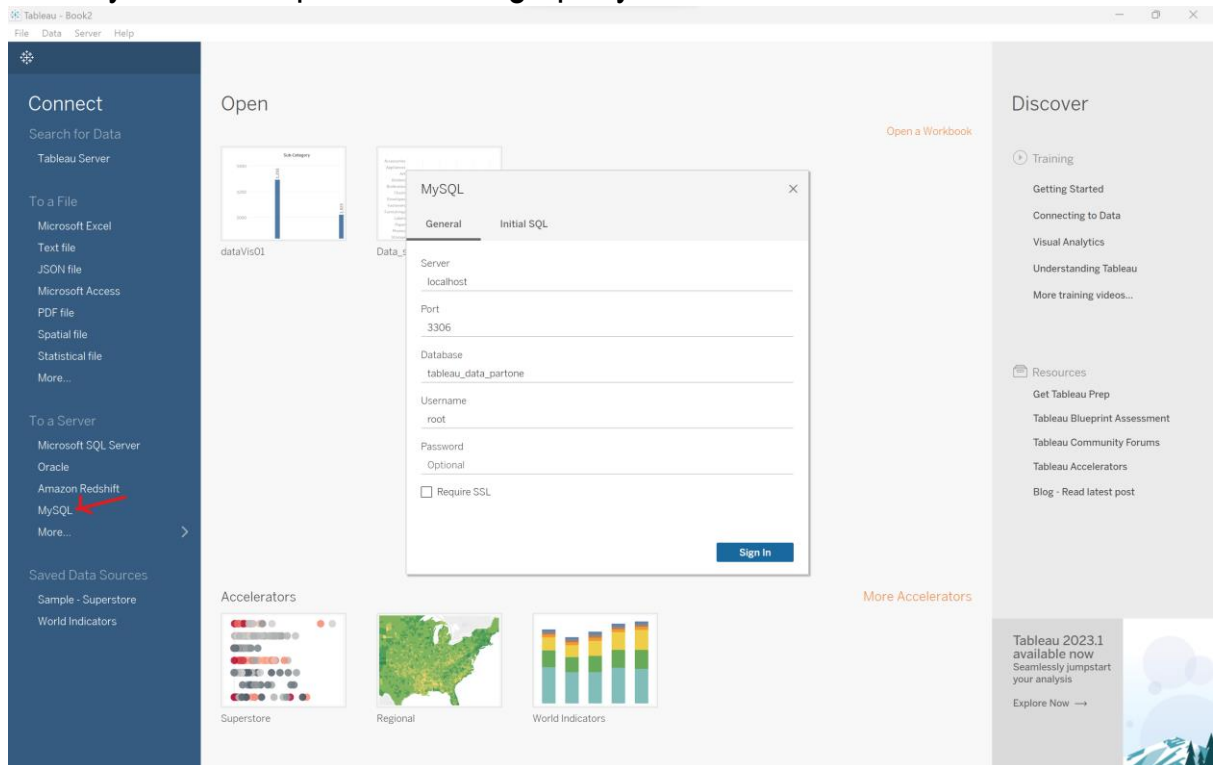 Tableau - Book2
File Data Server Help
Connect
Search for Data
Tableau Server
To a File
Microsoft Excel
Text file
JSON file
Microsoft Access
PDF file
Spatial file
Statistical file
More...
To a Server
Microsoft SQL Server
Oracle
Amazon Redshift
MySQL
More...
Saved Data Sources
Sample - Superstore
World Indicators
Open
Open a Workbook
Sub-Category
dataVis01
MySQL
General Initial SQL
Server
localhost
Port
3306
Database
tableau_data_partone
Username
root
Password
Optional
Require SSL
Sign In
Accelerators
More Accelerators
Superstore
Regional
World Indicators
Discover
Training
Getting Started
Connecting to Data
Visual Analytics
Understanding Tableau
More training videos...
Resources
Get Tableau Prep
Tableau Blueprint Assessment
Tableau Community Forums
Tableau Accelerators
Blog - Read latest post
Tableau 2023.1
available now
Seamlessly jumpstart
your analysis
Explore Now →